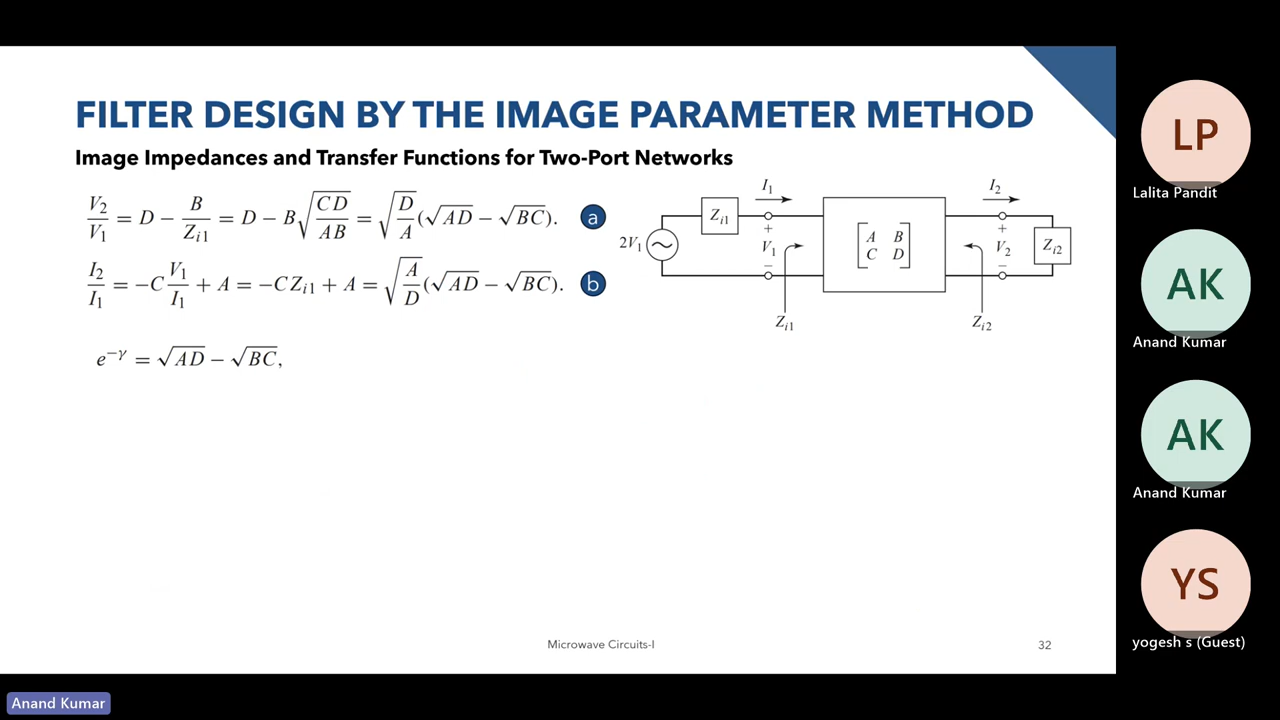 FILTER DESIGN BY THE IMAGE PARAMETER METHOD
Image Impedances and Transfer Functions for Two-Port Networks
V₂/V₁ = D − B/Zᵢ₁ = D − B√(CD/AB) = √(D/A)(√AD − √BC). a
I₂/I₁ = −C V₁/I₁ + A = −CZᵢ₁ + A = √(A/D)(√AD − √BC). b
e^−γ = √AD − √BC,
I₁ I₂
Zᵢ₁
2V₁ + V₁ − A B C D + V₂ − Zᵢ₂
Zᵢ₁ Zᵢ₂
Microwave Circuits-I
32
LP
Lalita Pandit
AK
Anand Kumar
AK
Anand Kumar
YS
yogesh s (Guest)
Anand Kumar